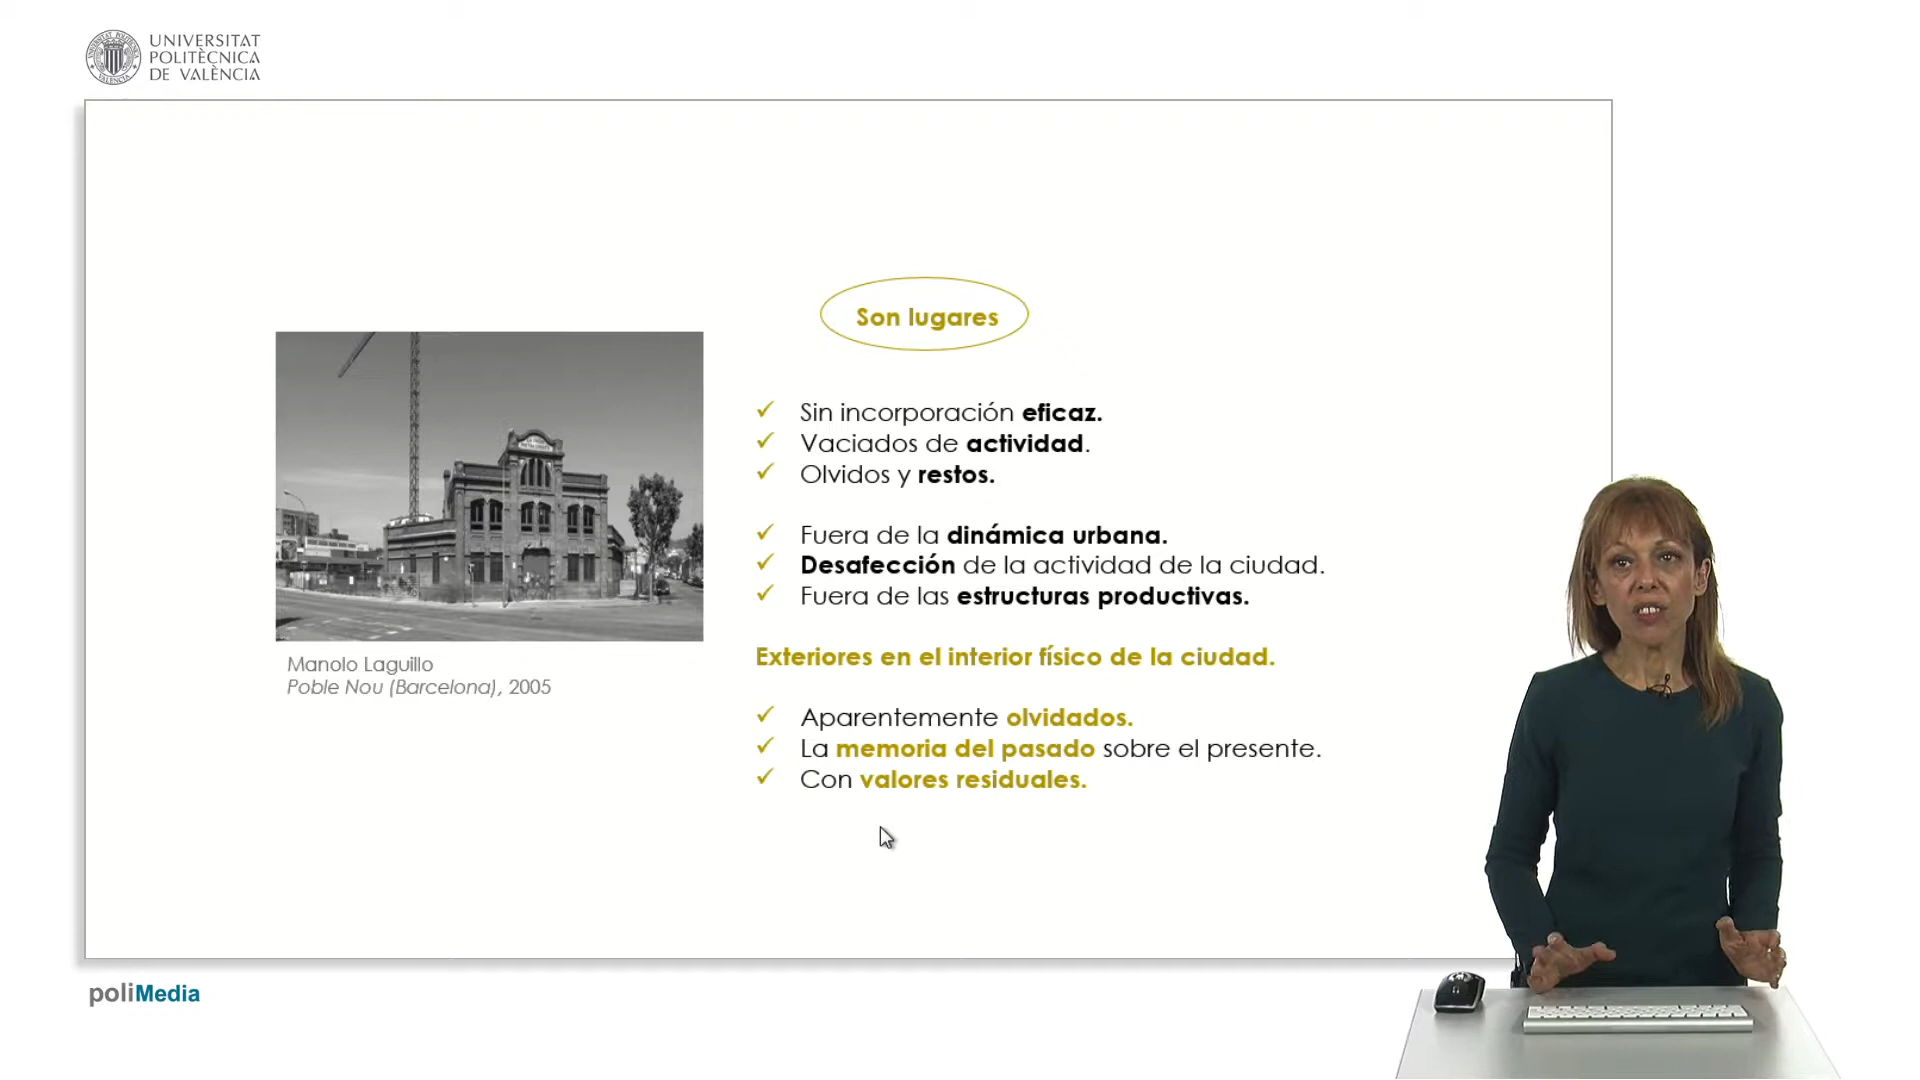 UNIVERSITAT
POLITÈCNICA
DE VALÈNCIA
Son lugares
Sin incorporación eficaz.
Vaciados de actividad.
Olvidos y restos.
Fuera de la dinámica urbana.
Desafección de la actividad de la ciudad.
Fuera de las estructuras productivas.
Exteriores en el interior físico de la ciudad.
Aparentemente olvidados.
La memoria del pasado sobre el presente.
Con valores residuales.
Manolo Laguillo
Poble Nou (Barcelona), 2005
poliMedia